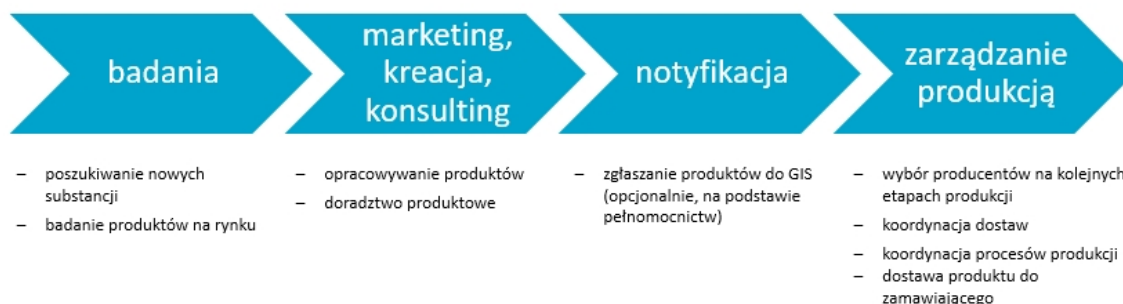 badania
marketing,
kreacja,
konsulting
notyfikacja
zarządzanie
produkcją
– poszukiwanie nowych
substancji
– badanie produktów na rynku
– opracowywanie produktów
– doradztwo produktowe
– zgłaszanie produktów do GIS
(opcjonalnie, na podstawie
pełnomocnictw)
– wybór producentów na kolejnych
etapach produkcji
– koordynacja dostaw
– koordynacja procesów produkcji
– dostawa produktu do
zamawiającego